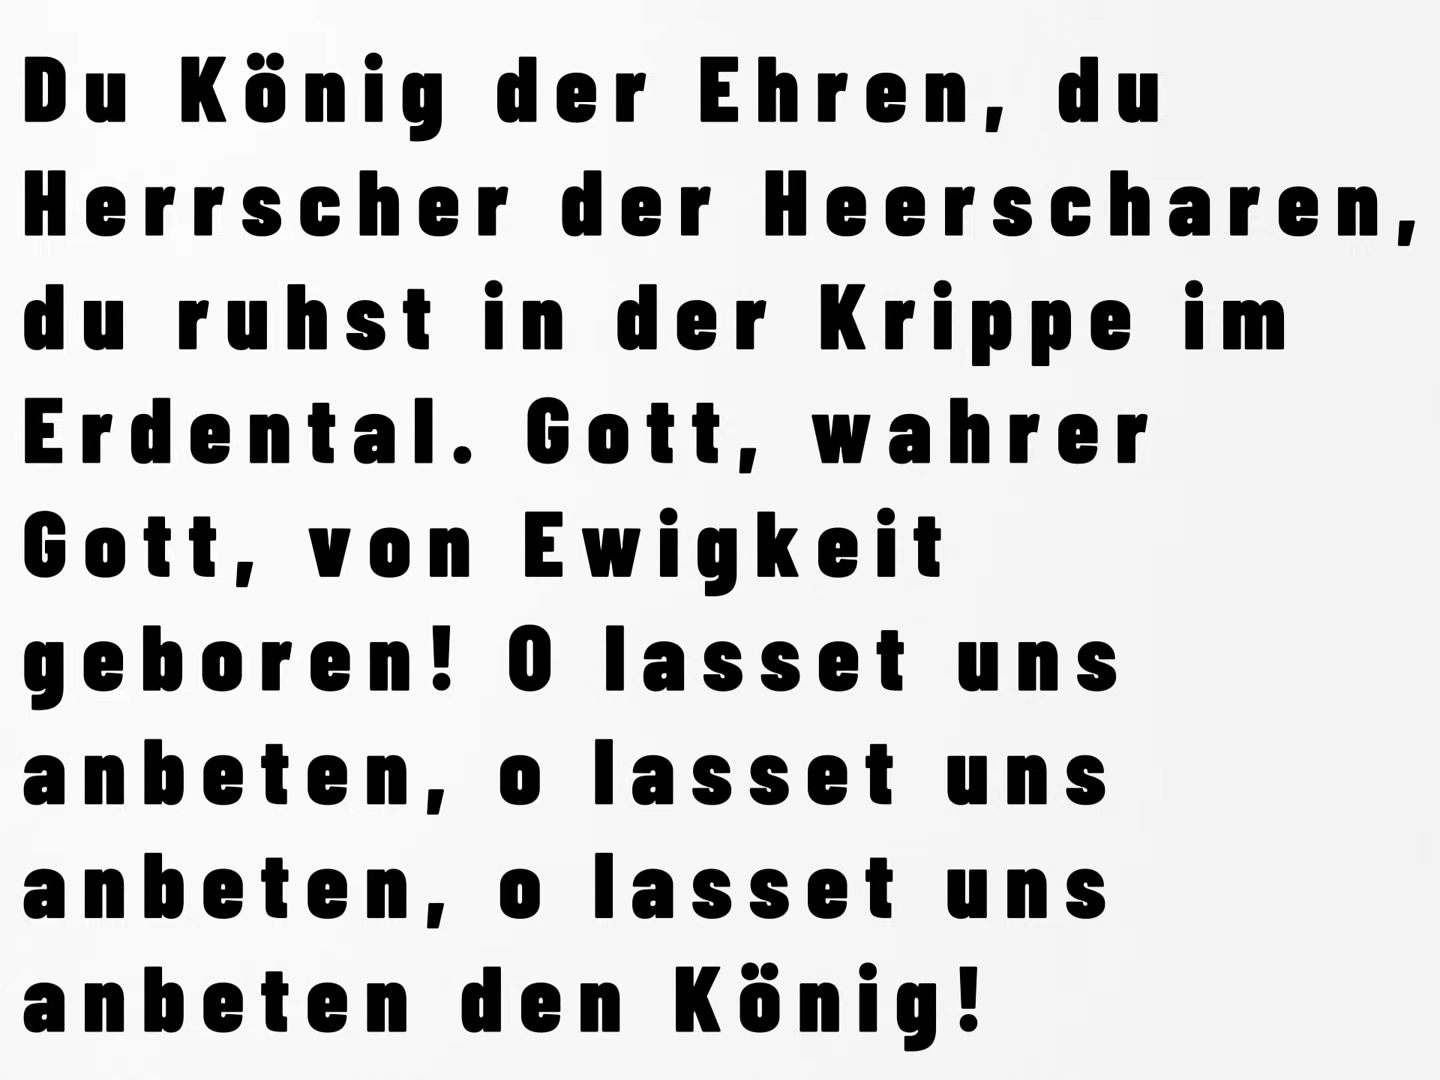 Du König der Ehren, du
Herrscher der Heerscharen,
du ruhst in der Krippe im
Erdental. Gott, wahrer
Gott, von Ewigkeit
geboren! O lasset uns
anbeten, o lasset uns
anbeten, o lasset uns
anbeten den König!